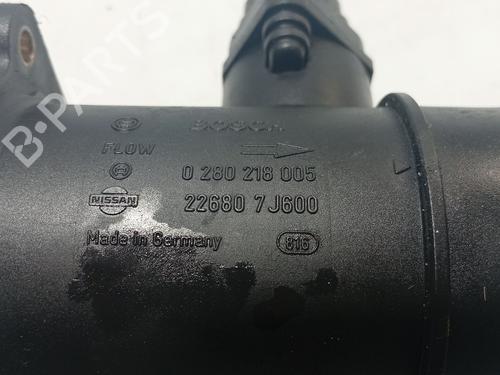 BOSCH
FLOW
0 280 218 005
NISSAN 22680 7J600
Made in Germany 816
B-PARTS